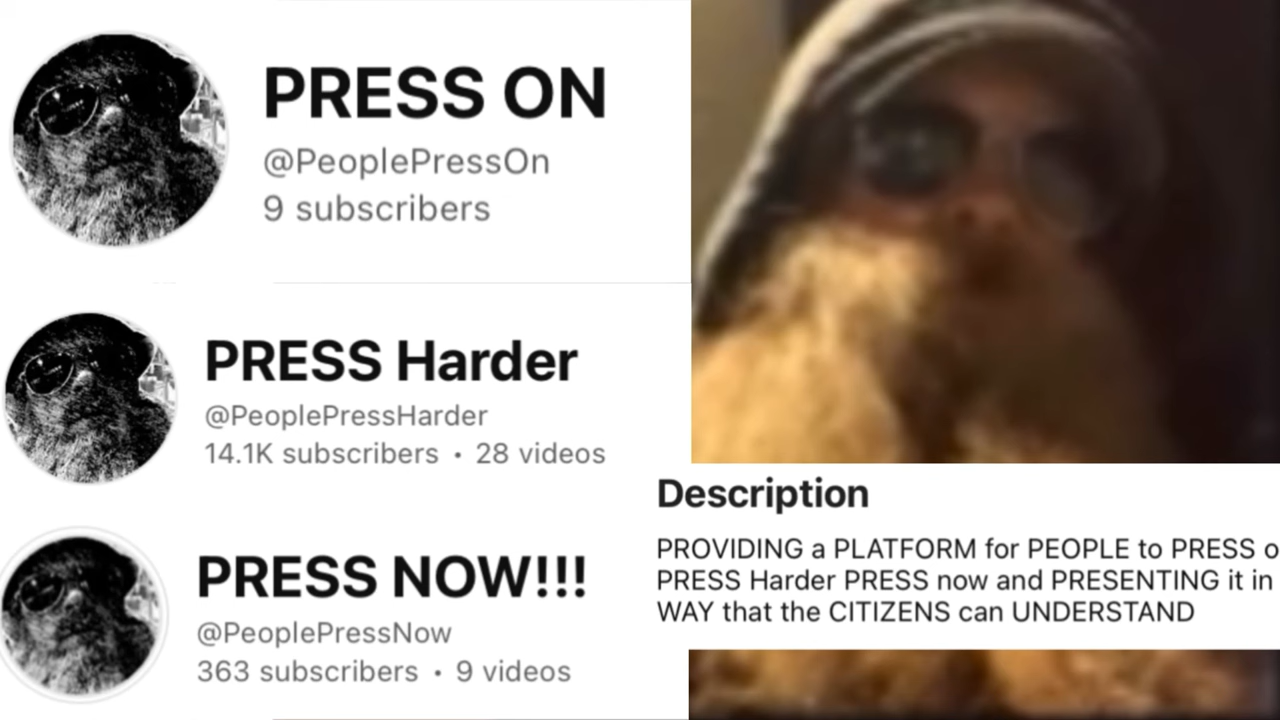 PRESS ON
@PeoplePressOn
9 subscribers
PRESS Harder
@PeoplePressHarder
14.1K subscribers • 28 videos
PRESS NOW!!!
@PeoplePressNow
363 subscribers • 9 videos
Description
PROVIDING a PLATFORM for PEOPLE to PRESS o
PRESS Harder PRESS now and PRESENTING it in
WAY that the CITIZENS can UNDERSTAND